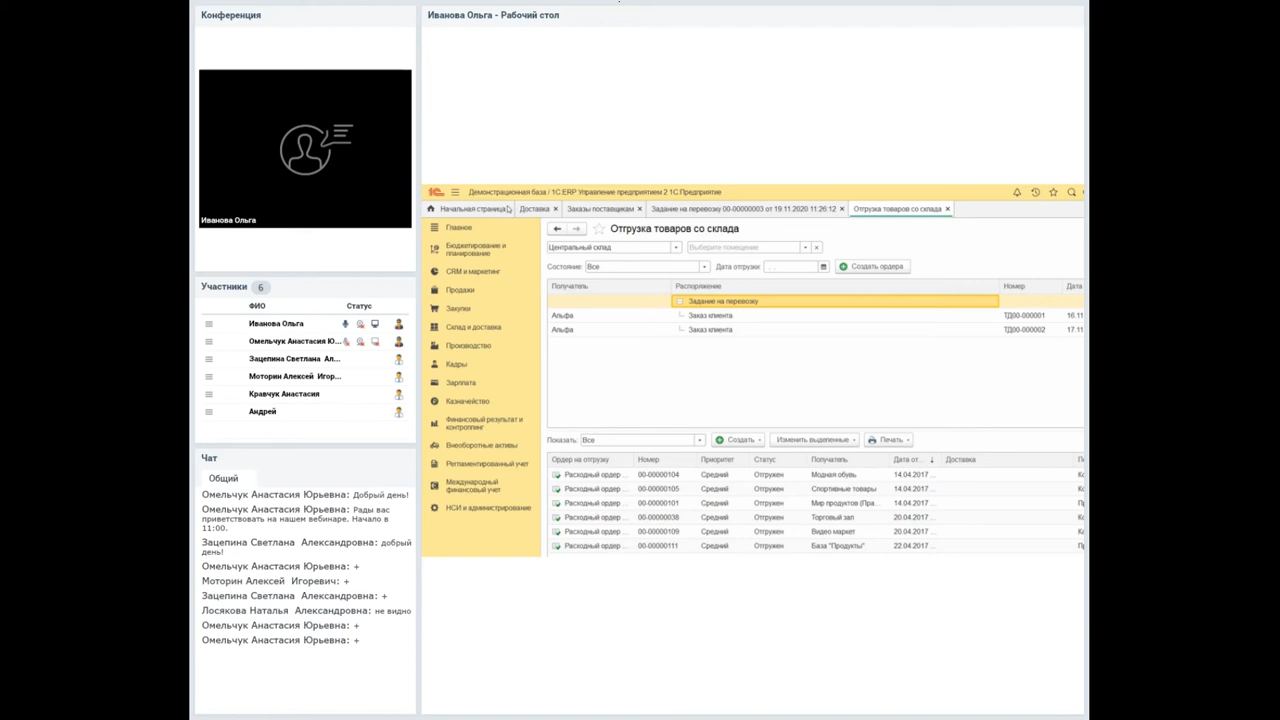 Конференция
Иванова Ольга
Участники 6
ФИО Статус
Иванова Ольга
Омельчук Анастасия Ю...
Зацепина Светлана Ал...
Моторин Алексей Игор...
Кравчук Анастасия
Андрей
Чат
Общий
Омельчук Анастасия Юрьевна: Добрый день!
Омельчук Анастасия Юрьевна: Рады вас
приветствовать на нашем вебинаре. Начало в
11:00.
Зацепина Светлана Александровна: добрый
день!
Омельчук Анастасия Юрьевна: +
Моторин Алексей Игоревич: +
Зацепина Светлана Александровна: +
Лосякова Наталья Александровна: не видно
Омельчук Анастасия Юрьевна: +
Омельчук Анастасия Юрьевна: +
Иванова Ольга - Рабочий стол
Демонстрационная база / 1С:ERP Управление предприятием 2 1С:Предприятие
Начальная страница Доставка Заказы поставщикам Задание на перевозку 00-00000003 от 19.11.2020 11:26:12 Отгрузка товаров со склада
Главное
Бюджетирование и
планирование
CRM и маркетинг
Продажи
Закупки
Склад и доставка
Производство
Кадры
Зарплата
Казначейство
Финансовый результат и
контроллинг
Внеоборотные активы
Регламентированный учет
Международный
финансовый учет
НСИ и администрирование
Отгрузка товаров со склада
Центральный склад Выберите помещение
Состояние: Все Дата отгрузки: . . Создать ордера
Получатель Распоряжение Номер Дата
Задание на перевозку
Альфа Заказ клиента ТД00-000001 16.11
Альфа Заказ клиента ТД00-000002 17.11
Показать: Все Создать Изменить выделенные Печать
Ордер на отгрузку Номер Приоритет Статус Получатель Дата от... Доставка
Расходный ордер ... 00-00000104 Средний Отгружен Модная обувь 14.04.2017 ...
Расходный ордер ... 00-00000105 Средний Отгружен Спортивные товары 14.04.2017 ...
Расходный ордер ... 00-00000101 Средний Отгружен Мир продуктов (Пра... 14.04.2017 ...
Расходный ордер ... 00-00000038 Средний Отгружен Торговый зал 20.04.2017 ...
Расходный ордер ... 00-00000109 Средний Отгружен Видео маркет 20.04.2017 ...
Расходный ордер ... 00-00000111 Средний Отгружен База "Продукты" 22.04.2017 ...